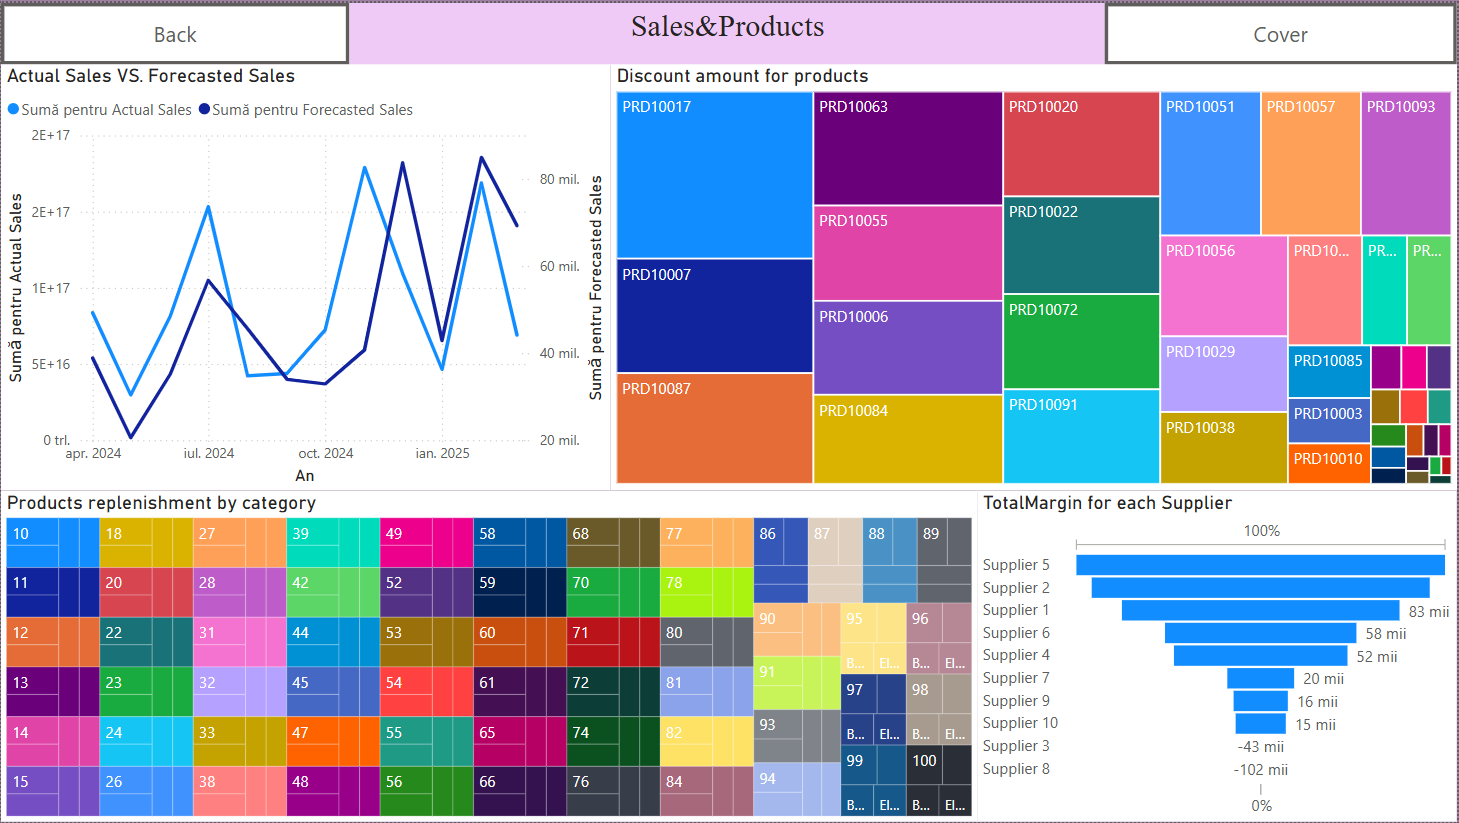 Back
Sales&Products
Cover
Actual Sales VS. Forecasted Sales
Sumă pentru Actual Sales
Sumă pentru Forecasted Sales
Sumă pentru Actual Sales
2E+17
2E+17
1E+17
5E+16
0 trl.
80 mil.
60 mil.
40 mil.
20 mil.
Sumă pentru Forecasted Sales
apr. 2024
iul. 2024
oct. 2024
ian. 2025
An
Discount amount for products
PRD10017
PRD10007
PRD10087
PRD10063
PRD10055
PRD10006
PRD10084
PRD10020
PRD10022
PRD10072
PRD10091
PRD10051
PRD10057
PRD10093
PRD10056
PRD10...
PR...
PR...
PRD10029
PRD10085
PRD10003
PRD10038
PRD10010
Products replenishment by category
10 18 27 39 49 58 68 77 86 87 88 89
11 20 28 42 52 59 70 78
12 22 31 44 53 60 71 80 90 95 96
B... El... B... El...
13 23 32 45 54 61 72 81 91 97 98
14 24 33 47 55 65 74 82 93
B... El... B... El...
15 26 38 48 56 66 76 84 94 99 100
B... El... B... El...
TotalMargin for each Supplier
100%
Supplier 5
Supplier 2
Supplier 1 83 mii
Supplier 6 58 mii
Supplier 4 52 mii
Supplier 7 20 mii
Supplier 9 16 mii
Supplier 10 15 mii
Supplier 3 -43 mii
Supplier 8 -102 mii
0%